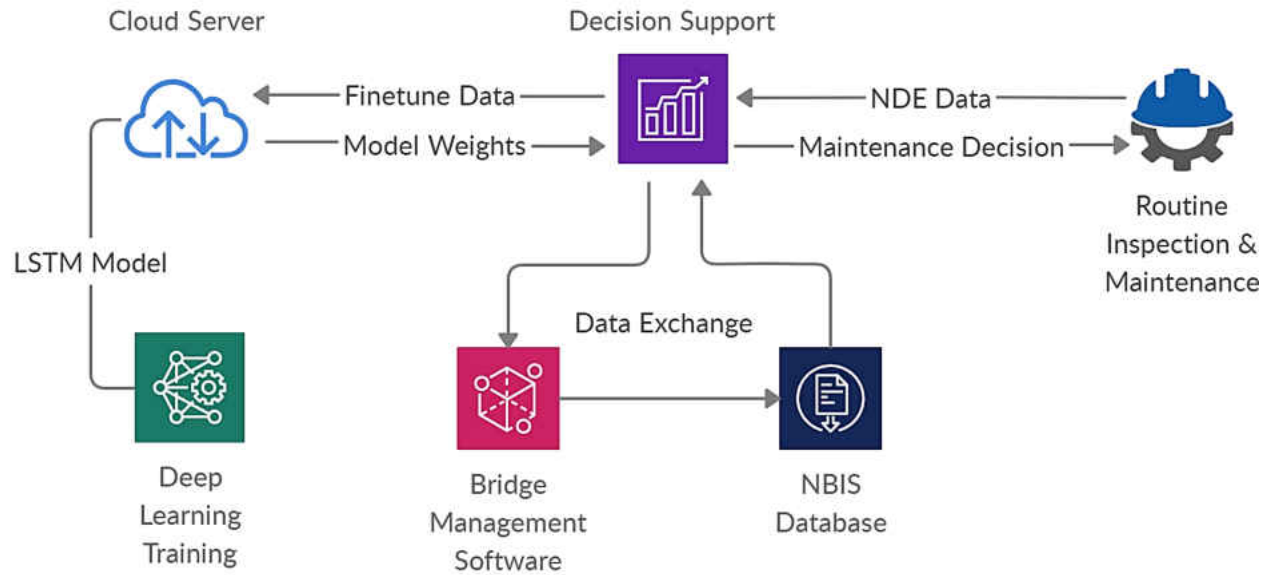 Cloud Server
Decision Support
Finetune Data
NDE Data
Model Weights
Maintenance Decision
Routine
Inspection &
Maintenance
LSTM Model
Data Exchange
Deep
Learning
Training
Bridge
Management
Software
NBIS
Database